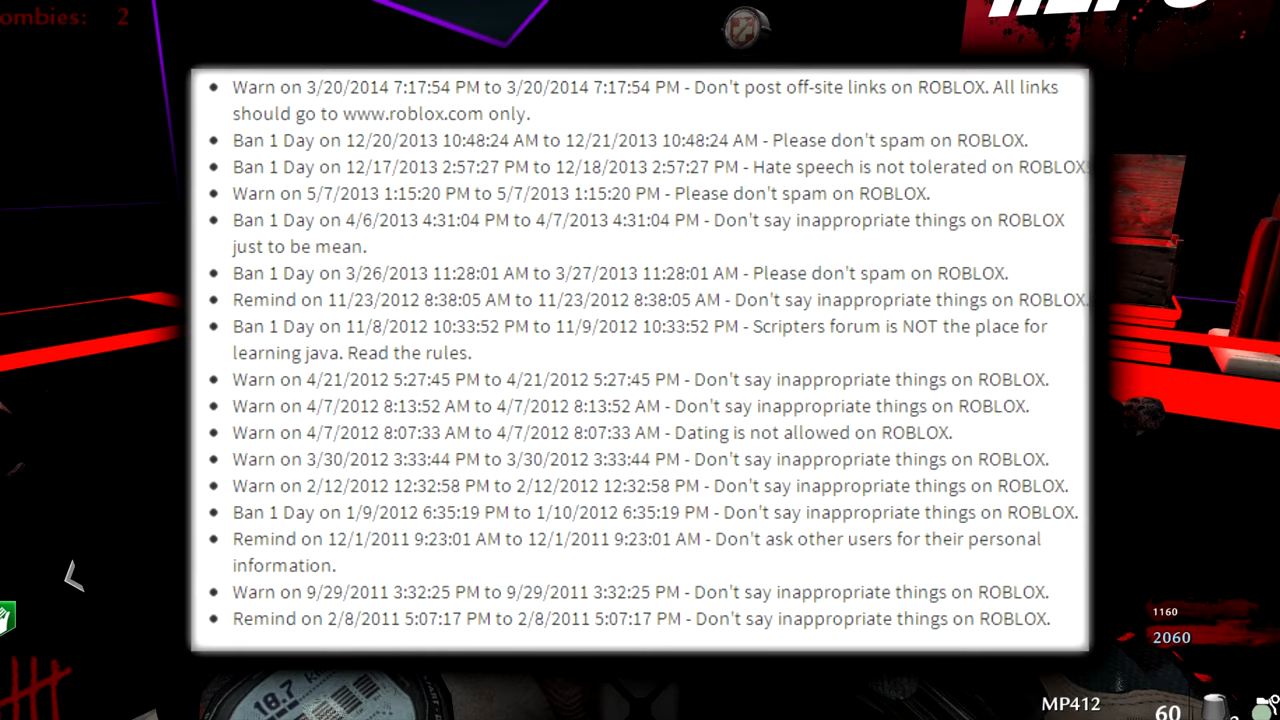 ombies: 2
Warn on 3/20/2014 7:17:54 PM to 3/20/2014 7:17:54 PM - Don't post off-site links on ROBLOX. All links
should go to www.roblox.com only.
Ban 1 Day on 12/20/2013 10:48:24 AM to 12/21/2013 10:48:24 AM - Please don't spam on ROBLOX.
Ban 1 Day on 12/17/2013 2:57:27 PM to 12/18/2013 2:57:27 PM - Hate speech is not tolerated on ROBLOX.
Warn on 5/7/2013 1:15:20 PM to 5/7/2013 1:15:20 PM - Please don't spam on ROBLOX.
Ban 1 Day on 4/6/2013 4:31:04 PM to 4/7/2013 4:31:04 PM - Don't say inappropriate things on ROBLOX
just to be mean.
Ban 1 Day on 3/26/2013 11:28:01 AM to 3/27/2013 11:28:01 AM - Please don't spam on ROBLOX.
Remind on 11/23/2012 8:38:05 AM to 11/23/2012 8:38:05 AM - Don't say inappropriate things on ROBLOX.
Ban 1 Day on 11/8/2012 10:33:52 PM to 11/9/2012 10:33:52 PM - Scripters forum is NOT the place for
learning java. Read the rules.
Warn on 4/21/2012 5:27:45 PM to 4/21/2012 5:27:45 PM - Don't say inappropriate things on ROBLOX.
Warn on 4/7/2012 8:13:52 AM to 4/7/2012 8:13:52 AM - Don't say inappropriate things on ROBLOX.
Warn on 4/7/2012 8:07:33 AM to 4/7/2012 8:07:33 AM - Dating is not allowed on ROBLOX.
Warn on 3/30/2012 3:33:44 PM to 3/30/2012 3:33:44 PM - Don't say inappropriate things on ROBLOX.
Warn on 2/12/2012 12:32:58 PM to 2/12/2012 12:32:58 PM - Don't say inappropriate things on ROBLOX.
Ban 1 Day on 1/9/2012 6:35:19 PM to 1/10/2012 6:35:19 PM - Don't say inappropriate things on ROBLOX.
Remind on 12/1/2011 9:23:01 AM to 12/1/2011 9:23:01 AM - Don't ask other users for their personal
information.
Warn on 9/29/2011 3:32:25 PM to 9/29/2011 3:32:25 PM - Don't say inappropriate things on ROBLOX.
Remind on 2/8/2011 5:07:17 PM to 2/8/2011 5:07:17 PM - Don't say inappropriate things on ROBLOX.
1160
2060
18.7
MP412
60